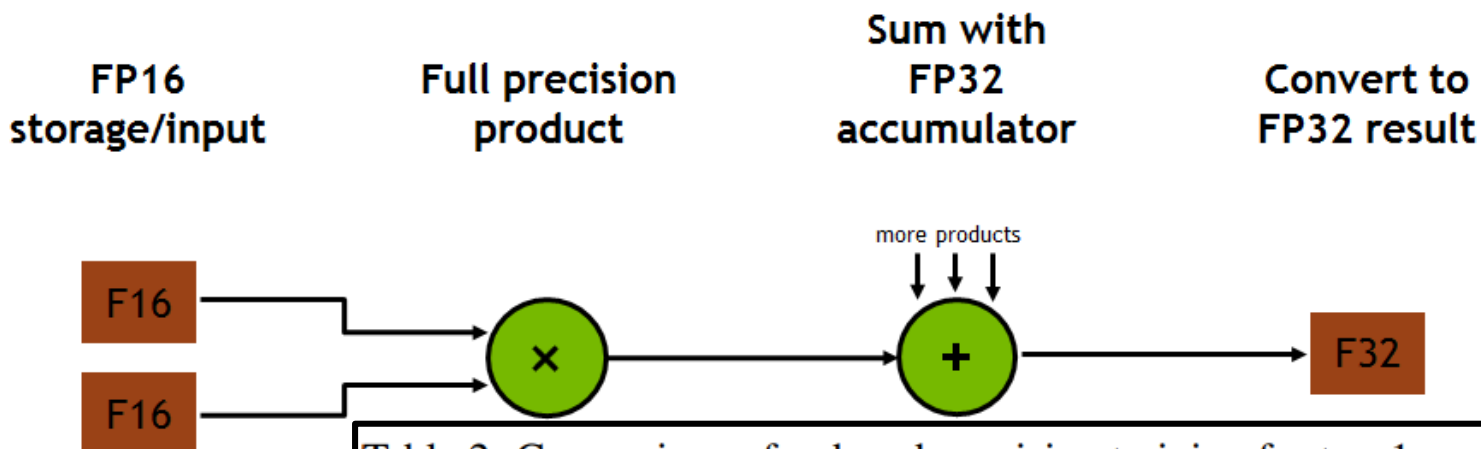 FP16
storage/input
Full precision
product
Sum with
FP32
accumulator
Convert to
FP32 result
more products
F16
×
+
F32
F16